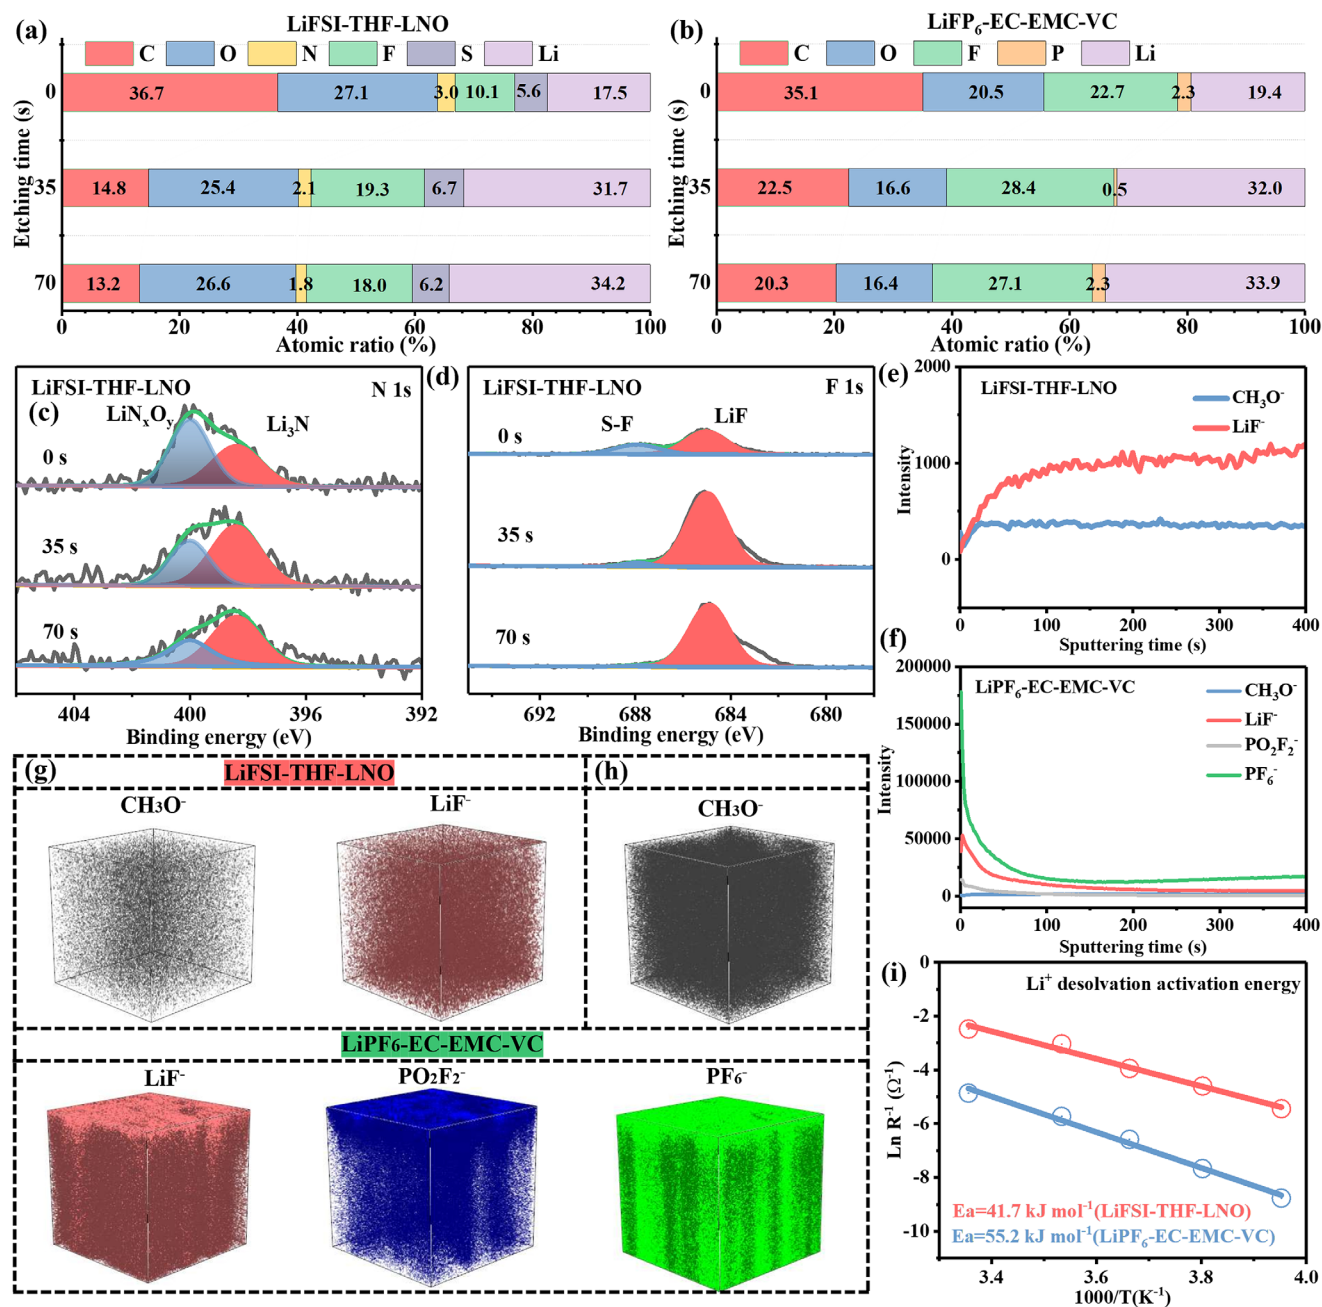 (a) LiFSI-THF-LNO
C O N F S Li
Etching time (s)
0 36.7 27.1 3.0 10.1 5.6 17.5
35 14.8 25.4 2.1 19.3 6.7 31.7
70 13.2 26.6 1.8 18.0 6.2 34.2
0 20 40 60 80 100
Atomic ratio (%)
(b) LiFP₆-EC-EMC-VC
C O F P Li
Etching time (s)
0 35.1 20.5 22.7 2.3 19.4
35 22.5 16.6 28.4 0.5 32.0
70 20.3 16.4 27.1 2.3 33.9
0 20 40 60 80 100
Atomic ratio (%)
LiFSI-THF-LNO N 1s
(c) LiNₓOᵧ Li₃N
0 s
35 s
70 s
404 400 396 392
Binding energy (eV)
(d) LiFSI-THF-LNO F 1s
S-F LiF
0 s
35 s
70 s
692 688 684 680
Binding energy (eV)
(e) LiFSI-THF-LNO
CH₃O⁻
LiF⁻
Intensity
2000
1000
0
0 100 200 300 400
Sputtering time (s)
(f) LiPF₆-EC-EMC-VC
CH₃O⁻
LiF⁻
PO₂F₂⁻
PF₆⁻
Intensity
200000
150000
100000
50000
0
0 100 200 300 400
Sputtering time (s)
(g) LiFSI-THF-LNO
CH₃O⁻ LiF⁻
(h)
CH₃O⁻
LiPF₆-EC-EMC-VC
LiF⁻ PO₂F₂⁻ PF₆⁻
(i) Li⁺ desolvation activation energy
Ln R⁻¹ (Ω⁻¹)
0
-2
-4
-6
-8
-10
Ea=41.7 kJ mol⁻¹(LiFSI-THF-LNO)
Ea=55.2 kJ mol⁻¹(LiPF₆-EC-EMC-VC)
3.4 3.6 3.8 4.0
1000/T(K⁻¹)